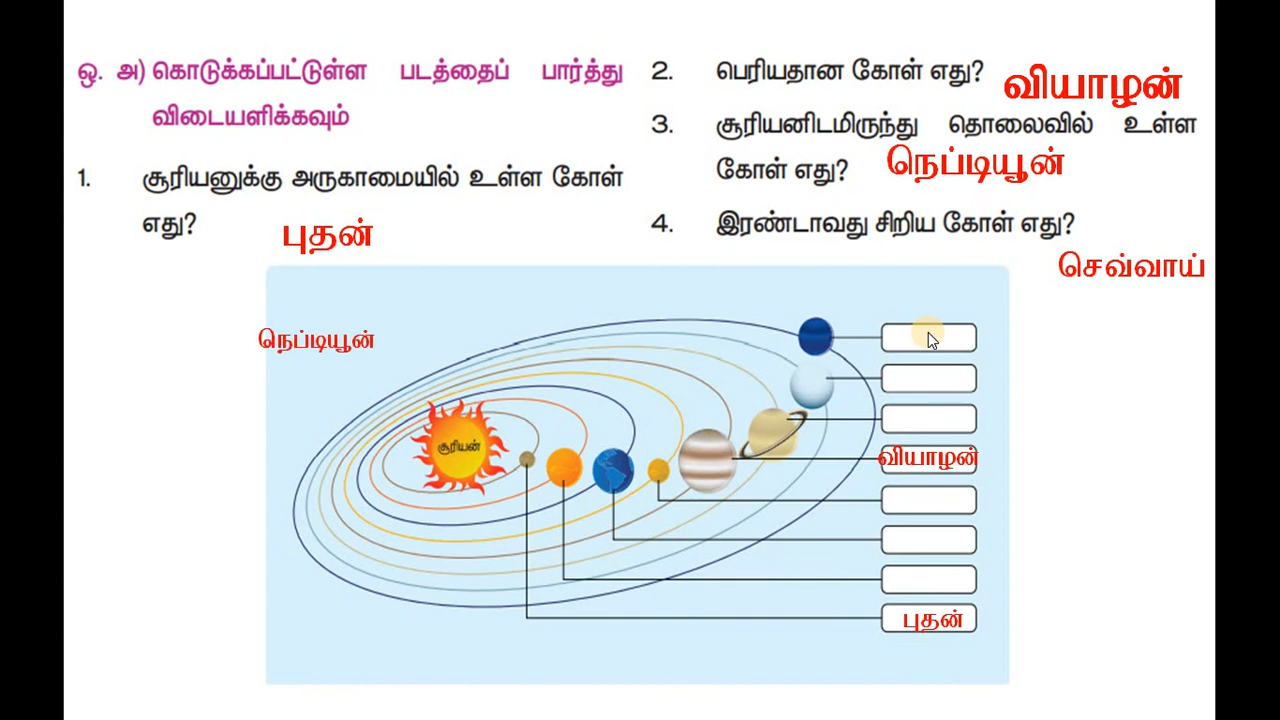 ஒ. அ) கொடுக்கப்பட்டுள்ள படத்தைப் பார்த்து
விடையளிக்கவும்
1. சூரியனுக்கு அருகாமையில் உள்ள கோள்
எது?
புதன்
2. பெரியதான கோள் எது?
வியாழன்
3. சூரியனிடமிருந்து தொலைவில் உள்ள
கோள் எது?
நெப்டியூன்
4. இரண்டாவது சிறிய கோள் எது?
செவ்வாய்
நெப்டியூன்
சூரியன்
வியாழன்
புதன்